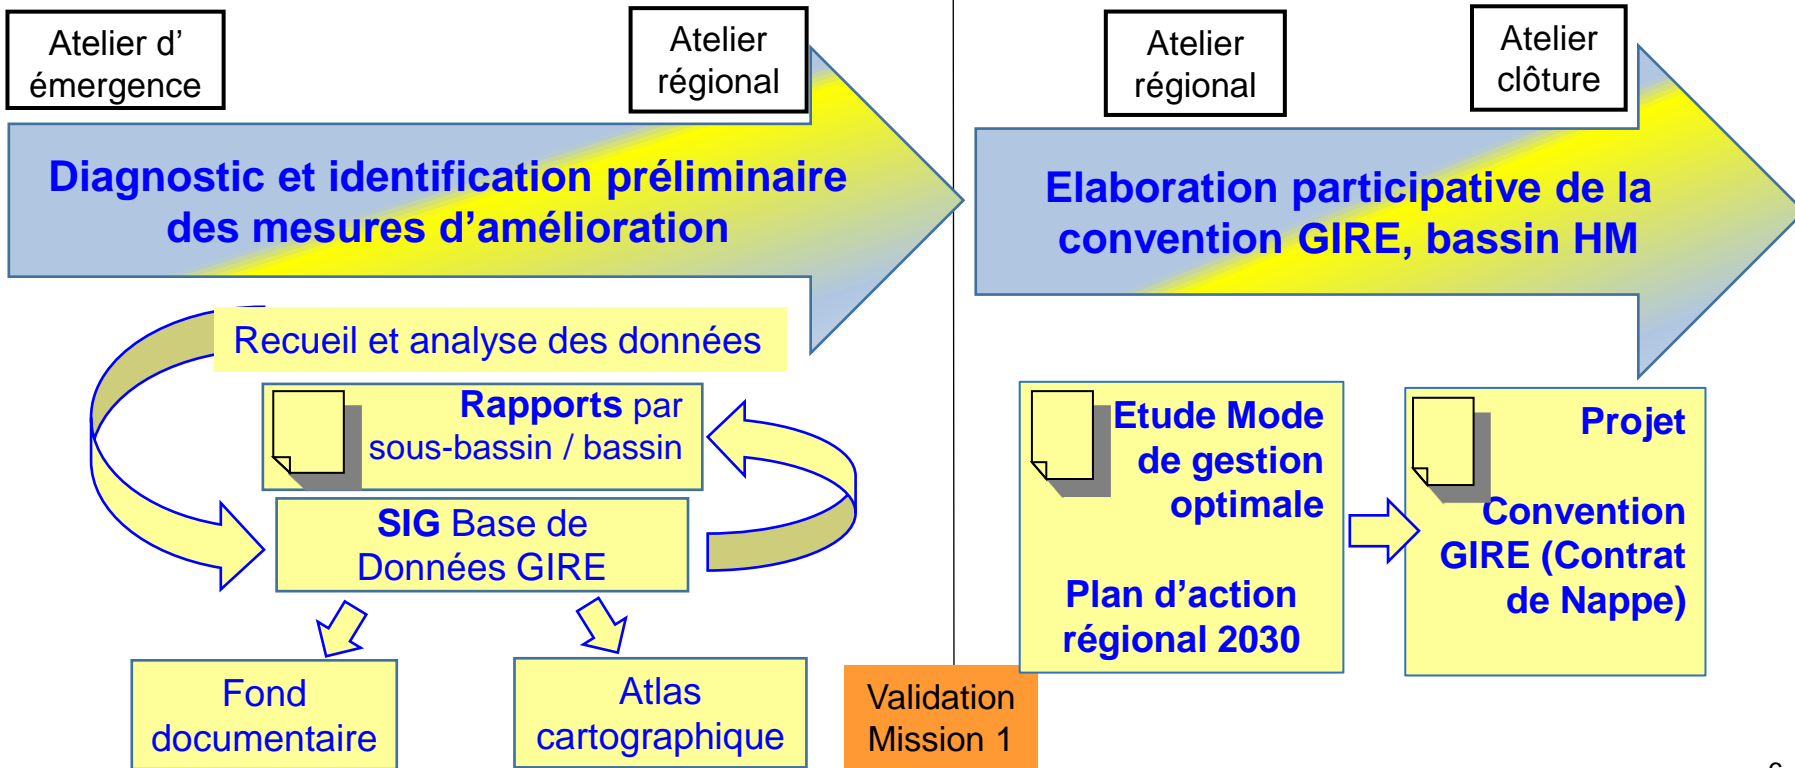 Atelier d’
émergence
Atelier
régional
Atelier
régional
Atelier
clôture
Diagnostic et identification préliminaire
des mesures d’amélioration
Elaboration participative de la
convention GIRE, bassin HM
Recueil et analyse des données
Rapports par
sous-bassin / bassin
SIG Base de
Données GIRE
Fond
documentaire
Atlas
cartographique
Validation
Mission 1
Etude Mode
de gestion
optimale
Plan d’action
régional 2030
Projet
Convention
GIRE (Contrat
de Nappe)